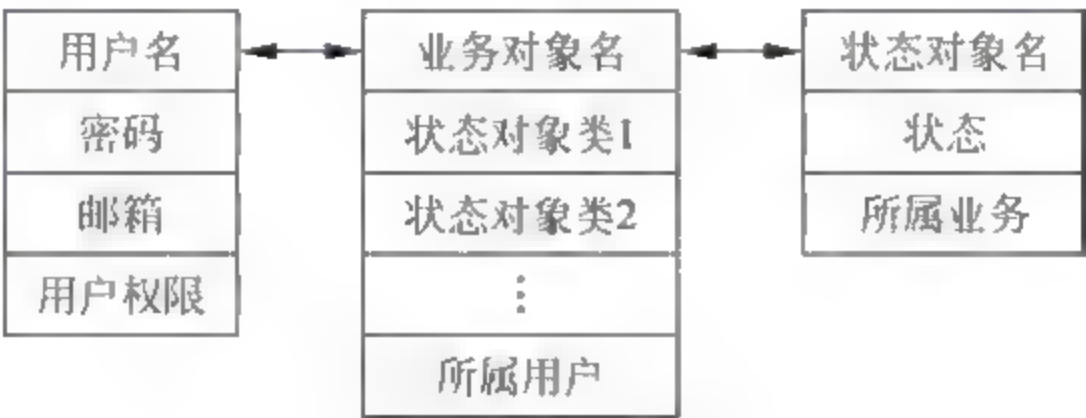 用户名
密码
邮箱
用户权限
业务对象名
状态对象类1
状态对象类2
⋮
所属用户
状态对象名
状态
所属业务